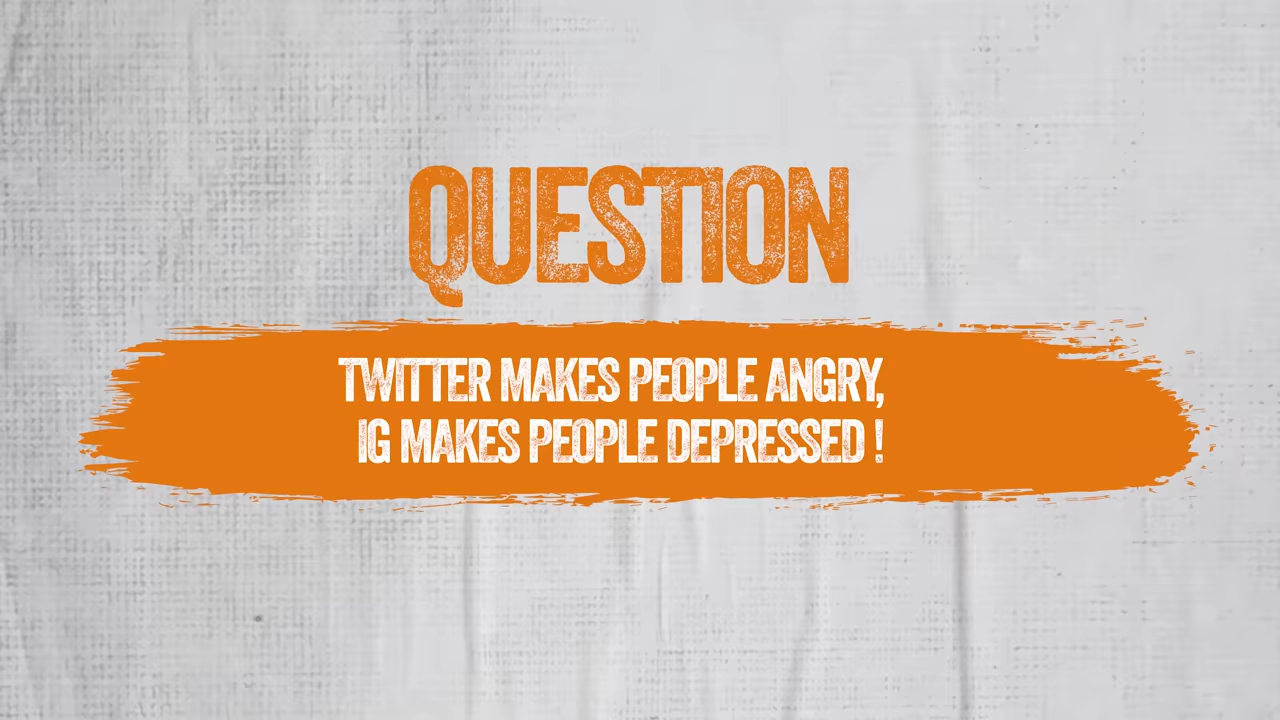 QUESTION
TWITTER MAKES PEOPLE ANGRY,
IG MAKES PEOPLE DEPRESSED !